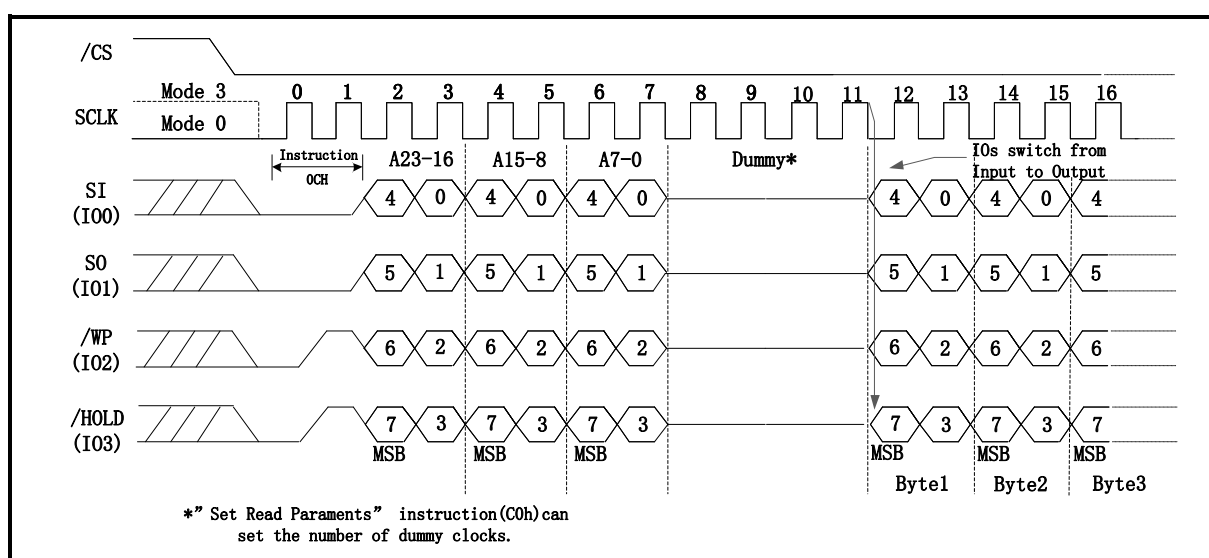 /CS
Mode 3 0 1 2 3 4 5 6 7 8 9 10 11 12 13 14 15 16
SCLK
Mode 0
Instruction A23-16 A15-8 A7-0 Dummy* IOs switch from
0CH Input to Output
SI 4 0 4 0 4 0 4 0 4 0 4
(IO0)
SO 5 1 5 1 5 1 5 1 5 1 5
(IO1)
/WP 6 2 6 2 6 2 6 2 6 2 6
(IO2)
/HOLD 7 3 7 3 7 3 7 3 7 3 7
(IO3)
MSB MSB MSB MSB MSB MSB
Byte1 Byte2 Byte3
*" Set Read Paraments" instruction(C0h)can
set the number of dummy clocks.